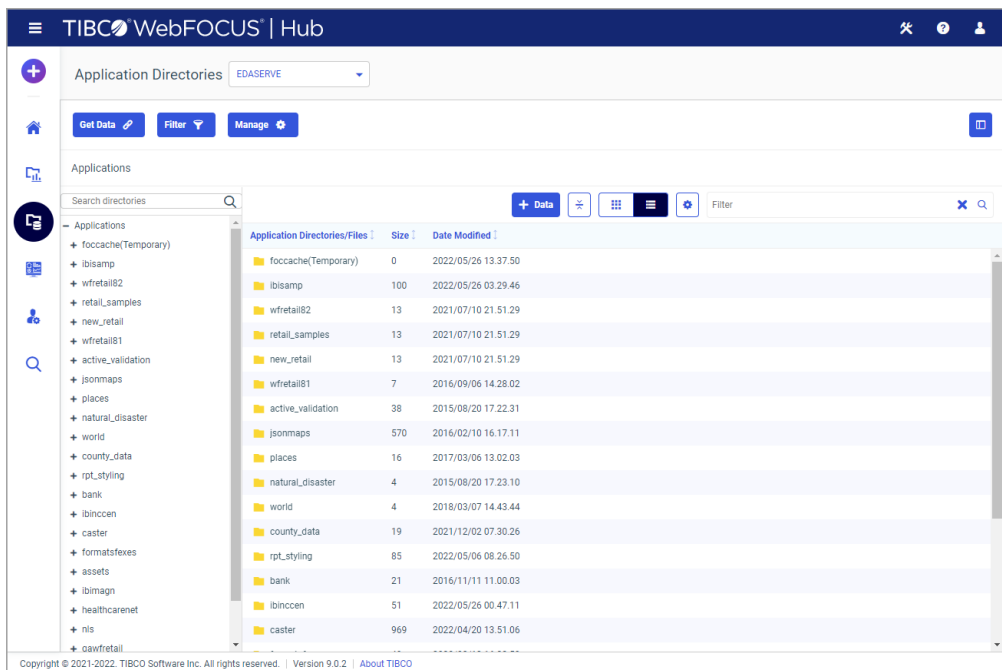 TIBCO® WebFOCUS® | Hub
Application Directories EDASERVE
Get Data Filter Manage
Applications
Search directories
+ Data
Filter
Applications
foccache(Temporary)
ibisamp
wfretail82
retail_samples
new_retail
wfretail81
active_validation
jsonmaps
places
natural_disaster
world
county_data
rpt_styling
bank
ibinccen
caster
formatsfexes
assets
ibimagn
healthcarenet
nls
gawfretail
Application Directories/Files Size Date Modified
foccache(Temporary) 0 2022/05/26 13.37.50
ibisamp 100 2022/05/26 03.29.46
wfretail82 13 2021/07/10 21.51.29
retail_samples 13 2021/07/10 21.51.29
new_retail 13 2021/07/10 21.51.29
wfretail81 7 2016/09/06 14.28.02
active_validation 38 2015/08/20 17.22.31
jsonmaps 570 2016/02/10 16.17.11
places 16 2017/03/06 13.02.03
natural_disaster 4 2015/08/20 17.23.10
world 4 2018/03/07 14.43.44
county_data 19 2021/12/02 07.30.26
rpt_styling 85 2022/05/06 08.26.50
bank 21 2016/11/11 11.00.03
ibinccen 51 2022/05/26 00.47.11
caster 969 2022/04/20 13.51.06
Copyright © 2021-2022. TIBCO Software Inc. All rights reserved. | Version 9.0.2 | About TIBCO